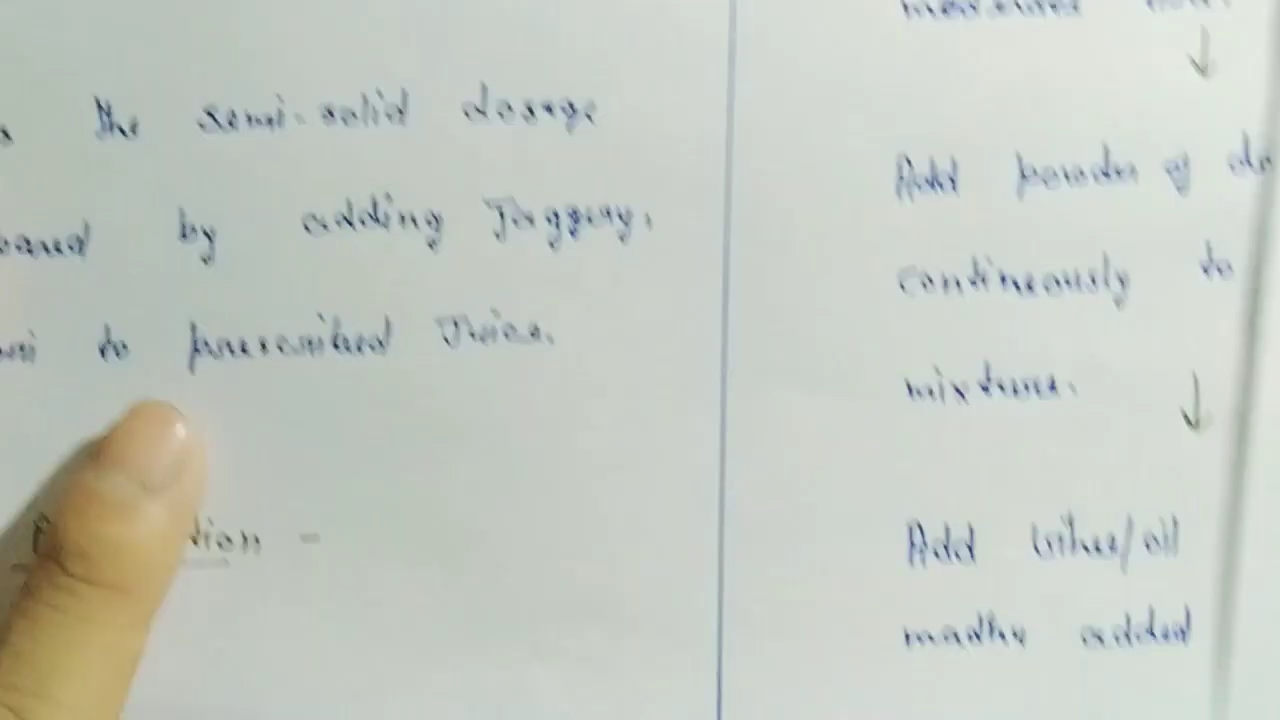 the semi-solid dosage
by adding Jaggery,
to prescribed Juice.
Add powder of
continuously to
mixture.
Add Ghee/oil
madhu added